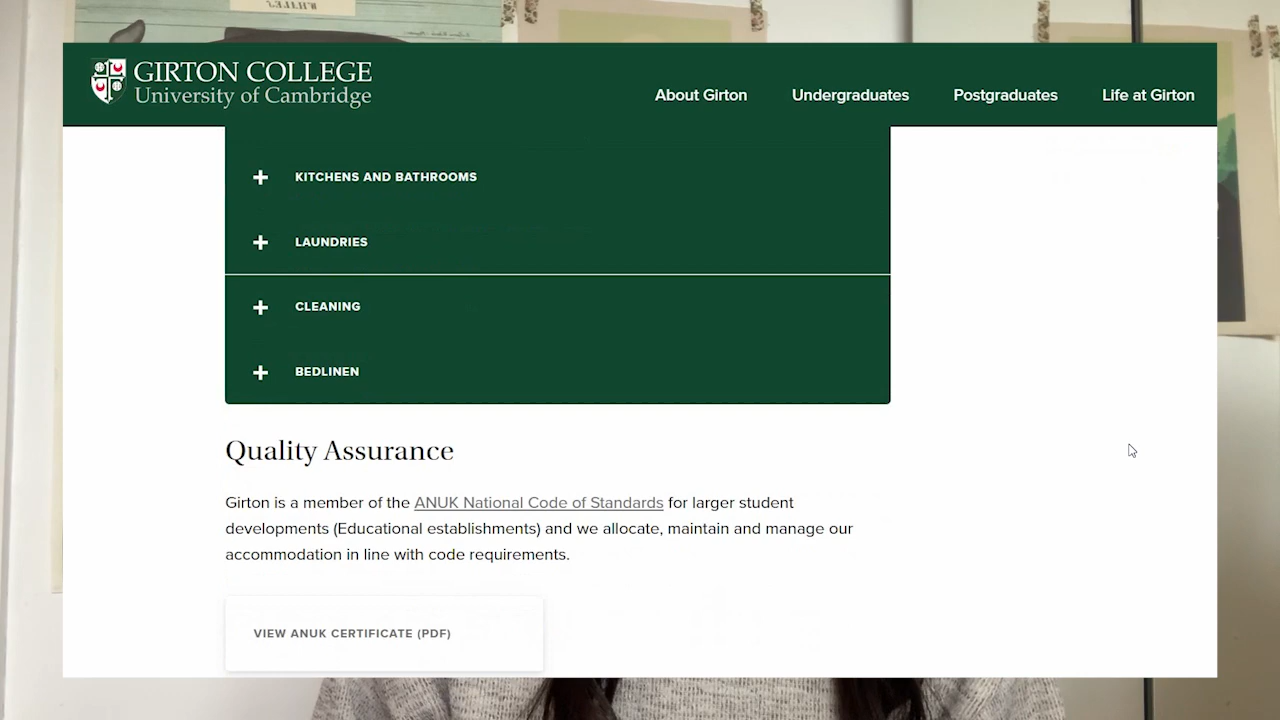 GIRTON COLLEGE
University of Cambridge
About Girton
Undergraduates
Postgraduates
Life at Girton
KITCHENS AND BATHROOMS
LAUNDRIES
CLEANING
BEDLINEN
Quality Assurance
Girton is a member of the ANUK National Code of Standards for larger student
developments (Educational establishments) and we allocate, maintain and manage our
accommodation in line with code requirements.
VIEW ANUK CERTIFICATE (PDF)